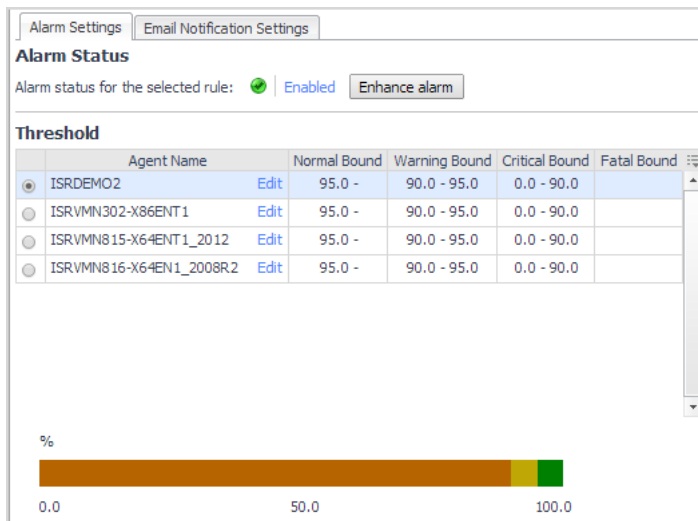 Alarm Settings Email Notification Settings
Alarm Status
Alarm status for the selected rule: Enabled Enhance alarm
Threshold
Agent Name Normal Bound Warning Bound Critical Bound Fatal Bound
ISRDEMO2 Edit 95.0 - 90.0 - 95.0 0.0 - 90.0
ISRVMN302-X86ENT1 Edit 95.0 - 90.0 - 95.0 0.0 - 90.0
ISRVMN815-X64ENT1_2012 Edit 95.0 - 90.0 - 95.0 0.0 - 90.0
ISRVMN816-X64EN1_2008R2 Edit 95.0 - 90.0 - 95.0 0.0 - 90.0
%
0.0 50.0 100.0